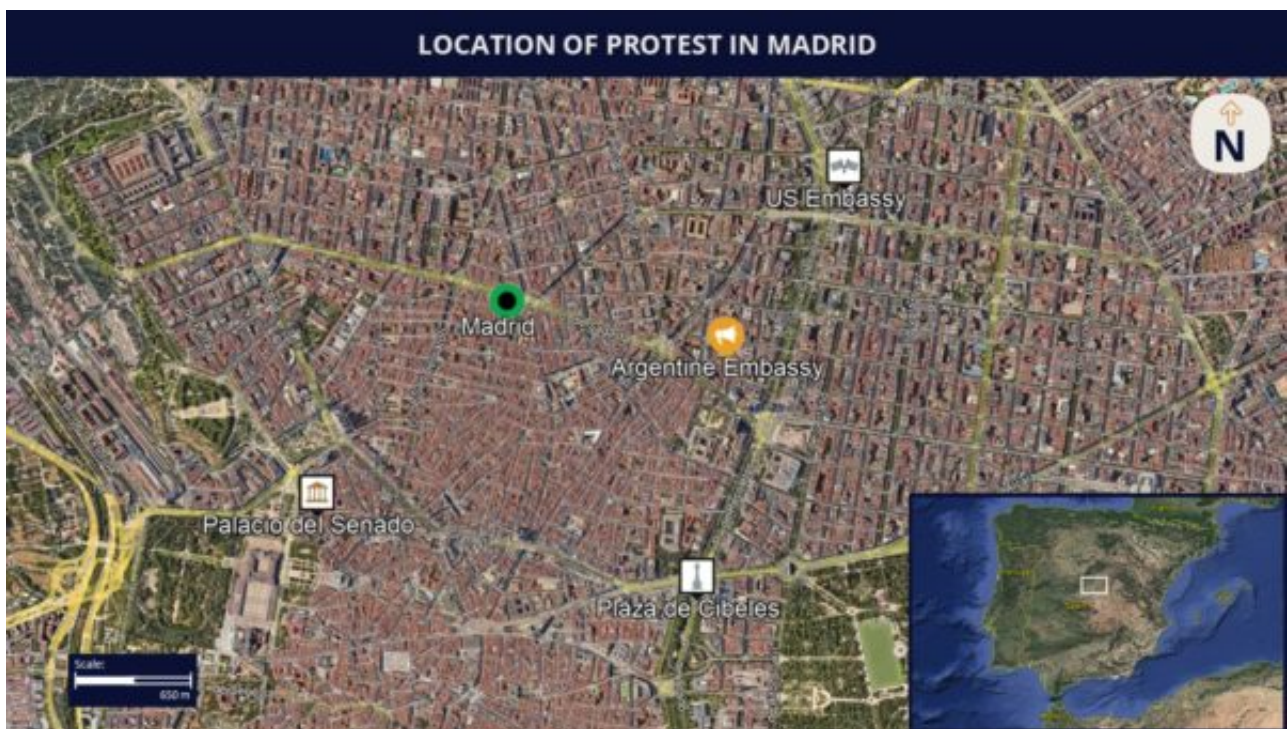 LOCATION OF PROTEST IN MADRID
N
US Embassy
Madrid
Argentine Embassy
Palacio del Senado
Plaza de Cibeles
Scale:
650 m